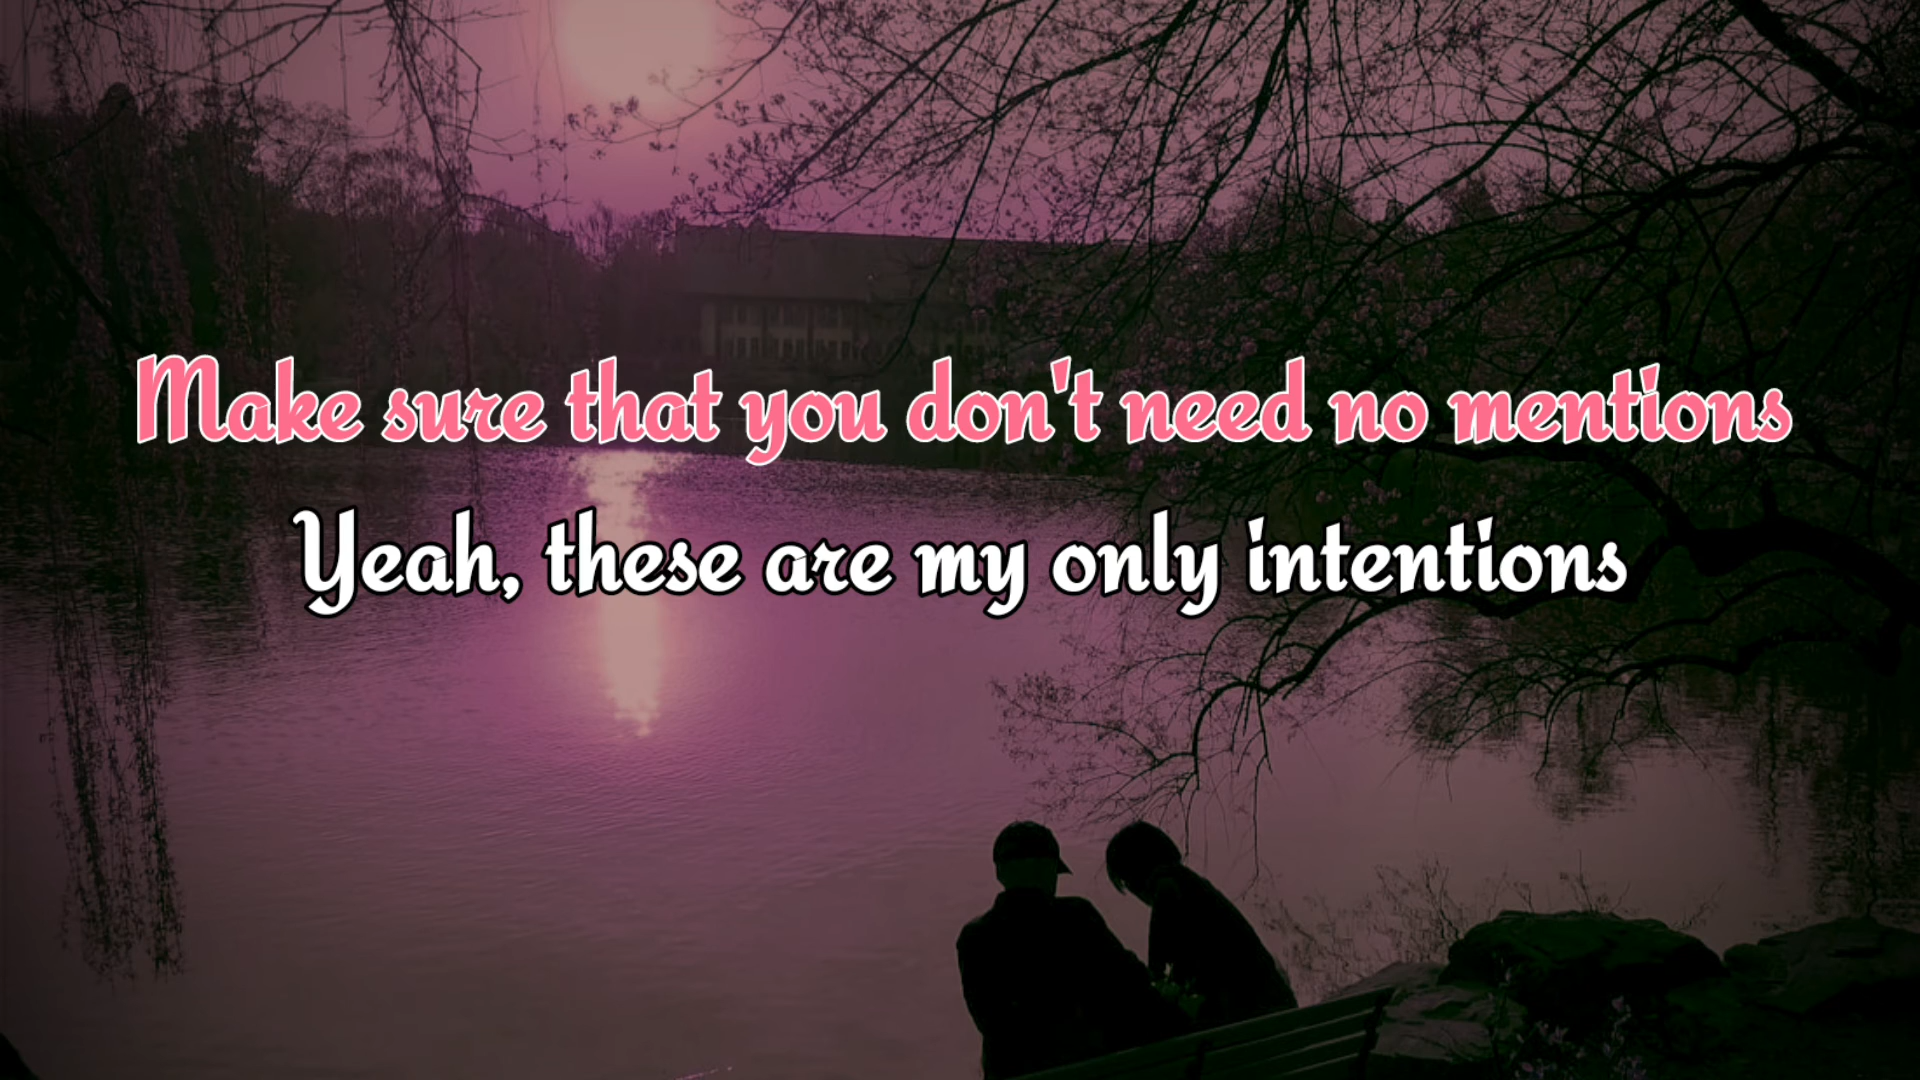 Make sure that you don't need no mentions
Yeah, these are my only intentions